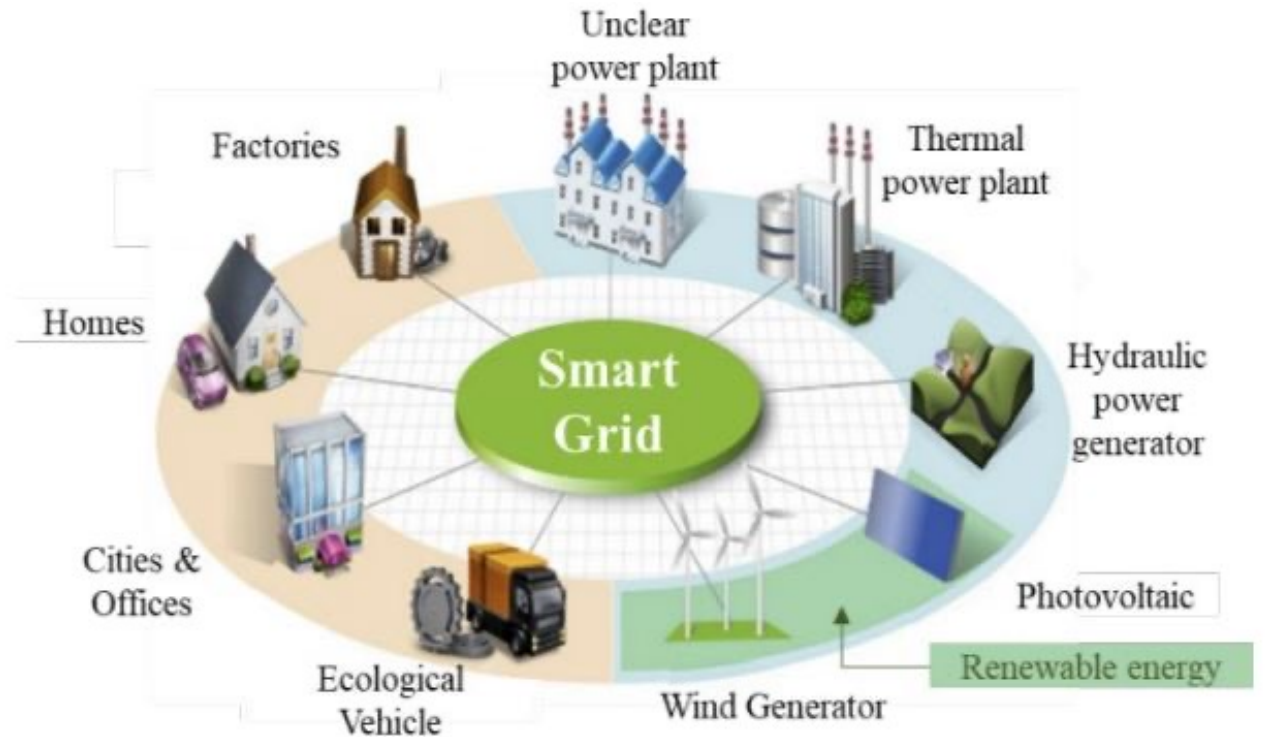 Unclear
power plant
Factories
Thermal
power plant
Homes
Smart
Grid
Hydraulic
power
generator
Cities &
Offices
Photovoltaic
Renewable energy
Ecological
Vehicle
Wind Generator